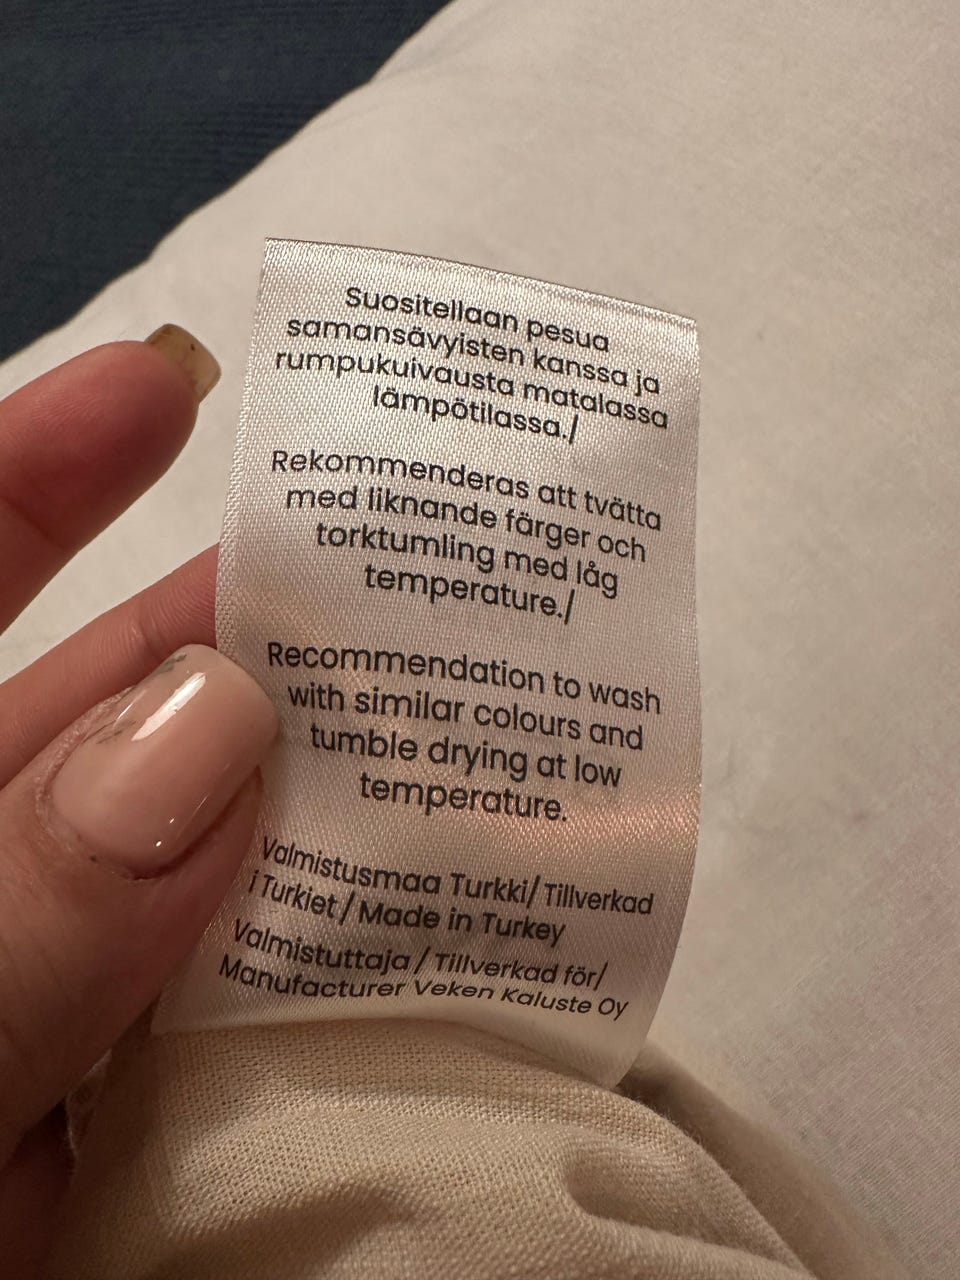 Suositellaan pesua
samansävyisten kanssa ja
rumpukuivausta matalassa
lämpötilassa./
Rekommenderas att tvätta
med liknande färger och
torktumling med låg
temperature./
Recommendation to wash
with similar colours and
tumble drying at low
temperature.
Valmistusmaa Turkki/ Tillverkad
i Turkiet / Made in Turkey
Valmistuttaja / Tillverkad för/
Manufacturer Veken Kaluste Oy